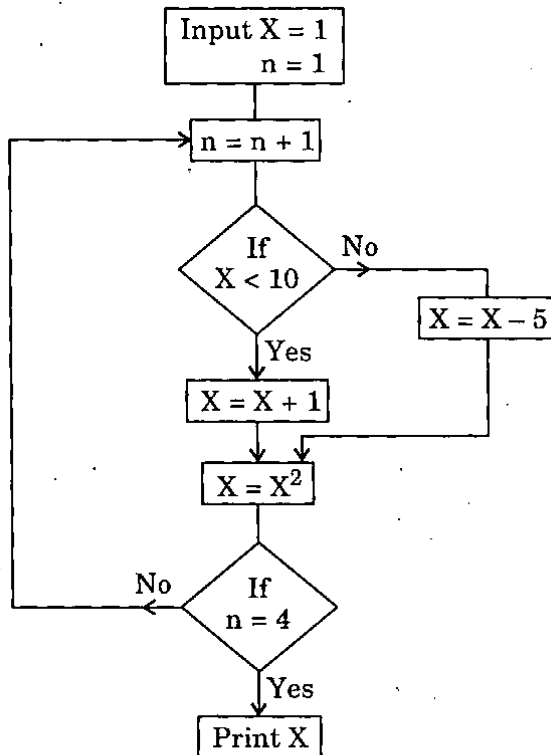 Input X = 1
n = 1
n = n + 1
If
X < 10
No
X = X – 5
Yes
X = X + 1
X = X²
No
If
n = 4
Yes
Print X